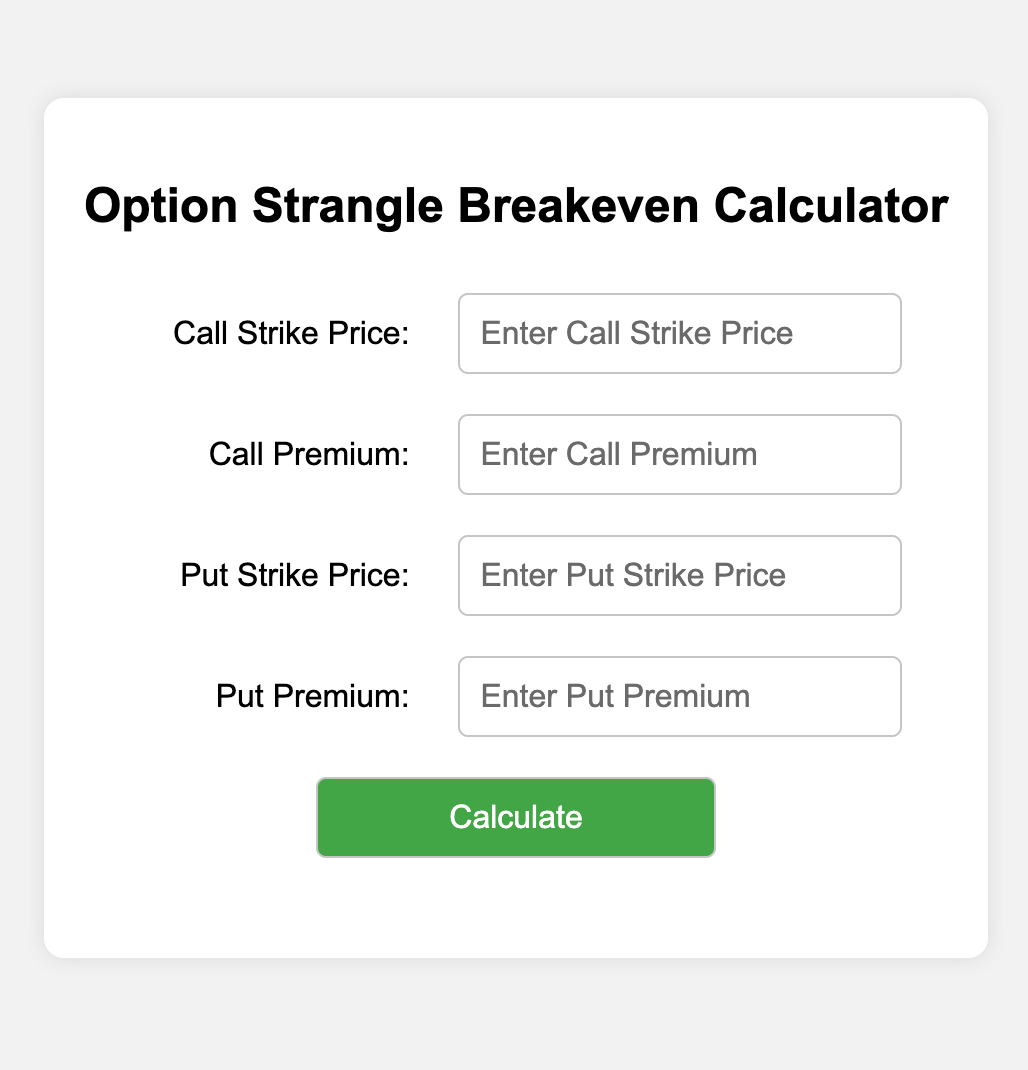 Option Strangle Breakeven Calculator
Call Strike Price: Enter Call Strike Price
Call Premium: Enter Call Premium
Put Strike Price: Enter Put Strike Price
Put Premium: Enter Put Premium
Calculate